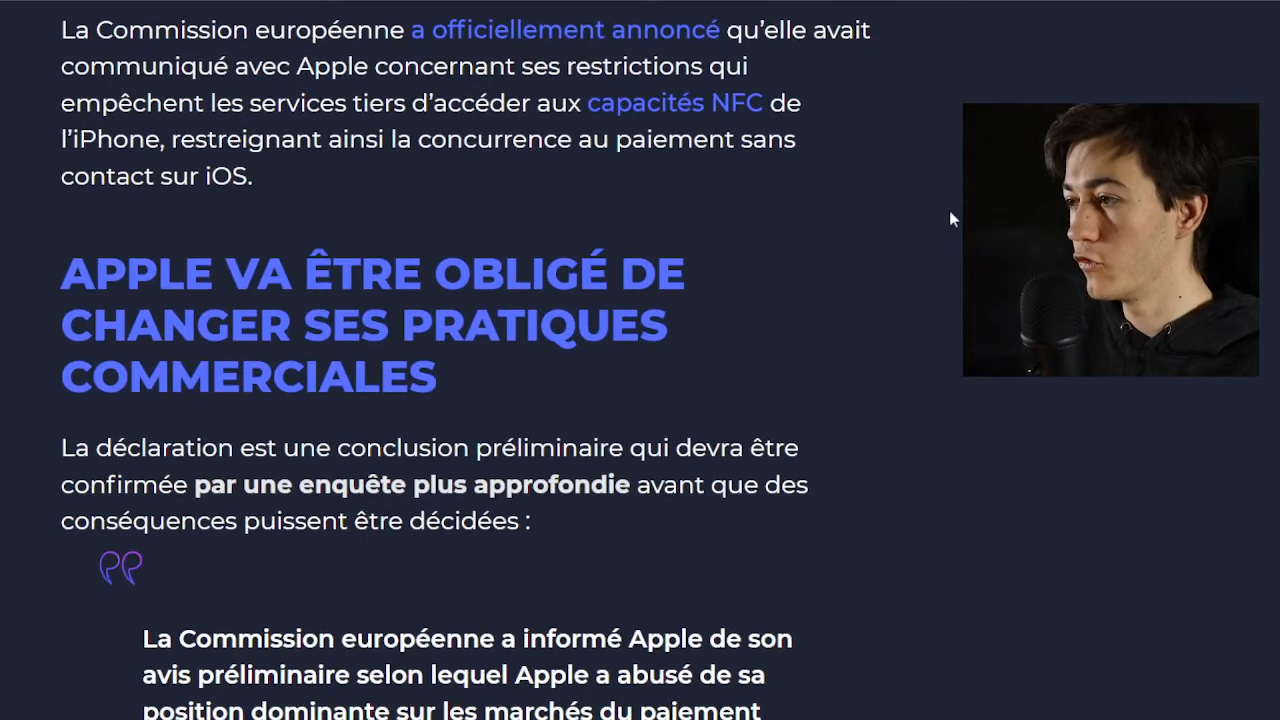 La Commission européenne a officiellement annoncé qu’elle avait
communiqué avec Apple concernant ses restrictions qui
empêchent les services tiers d’accéder aux capacités NFC de
l’iPhone, restreignant ainsi la concurrence au paiement sans
contact sur iOS.
APPLE VA ÊTRE OBLIGÉ DE
CHANGER SES PRATIQUES
COMMERCIALES
La déclaration est une conclusion préliminaire qui devra être
confirmée par une enquête plus approfondie avant que des
conséquences puissent être décidées :
La Commission européenne a informé Apple de son
avis préliminaire selon lequel Apple a abusé de sa
position dominante sur les marchés du paiement